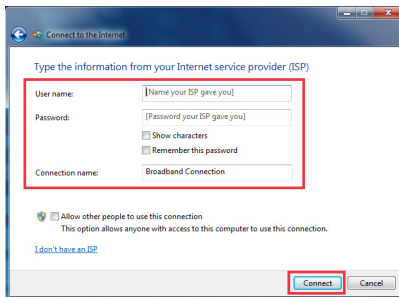 Connect to the Internet
Type the information from your Internet service provider (ISP)
User name: [Name your ISP gave you]
Password: [Password your ISP gave you]
Show characters
Remember this password
Connection name: Broadband Connection
Allow other people to use this connection
This option allows anyone with access to this computer to use this connection.
I don't have an ISP
Connect Cancel